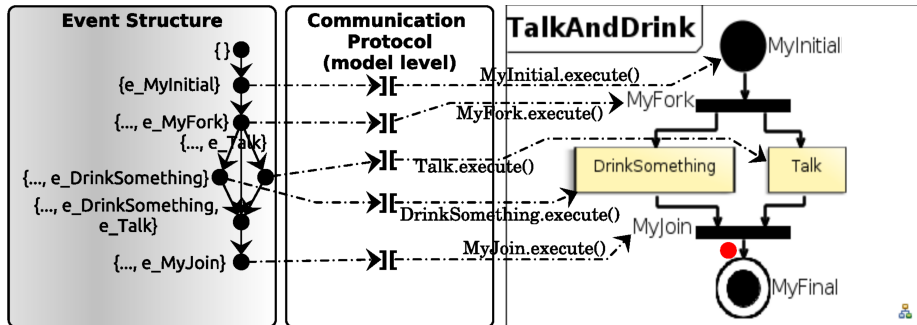 Event Structure
{}
{e_MyInitial}
{..., e_MyFork}
{..., e_Talk}
{..., e_DrinkSomething}
{..., e_DrinkSomething,
e_Talk}
{..., e_MyJoin}
Communication
Protocol
(model level)
][
][
][
][
][
MyInitial.execute()
MyFork.execute()
Talk.execute()
DrinkSomething.execute()
MyJoin.execute()
TalkAndDrink
MyInitial
MyFork
DrinkSomething
Talk
MyJoin
MyFinal